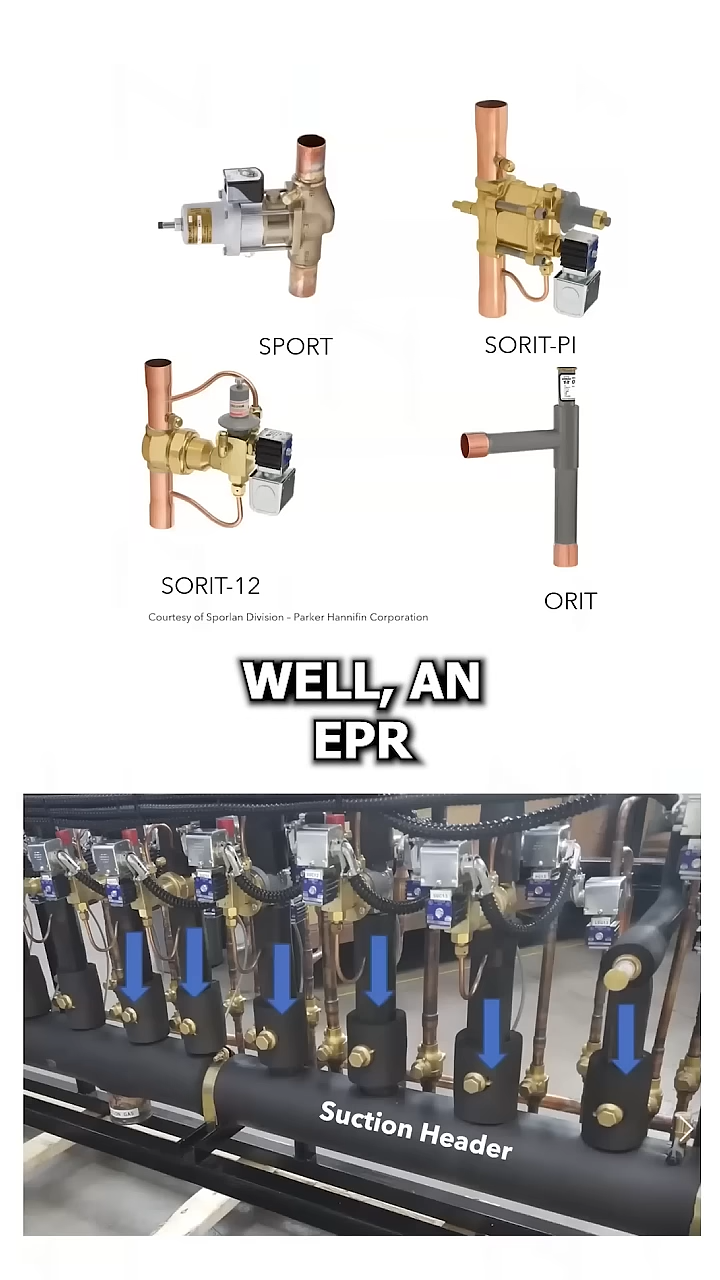 SPORT
SORIT-PI
SORIT-12
ORIT
Courtesy of Sporlan Division – Parker Hannifin Corporation
WELL, AN
EPR
Suction Header